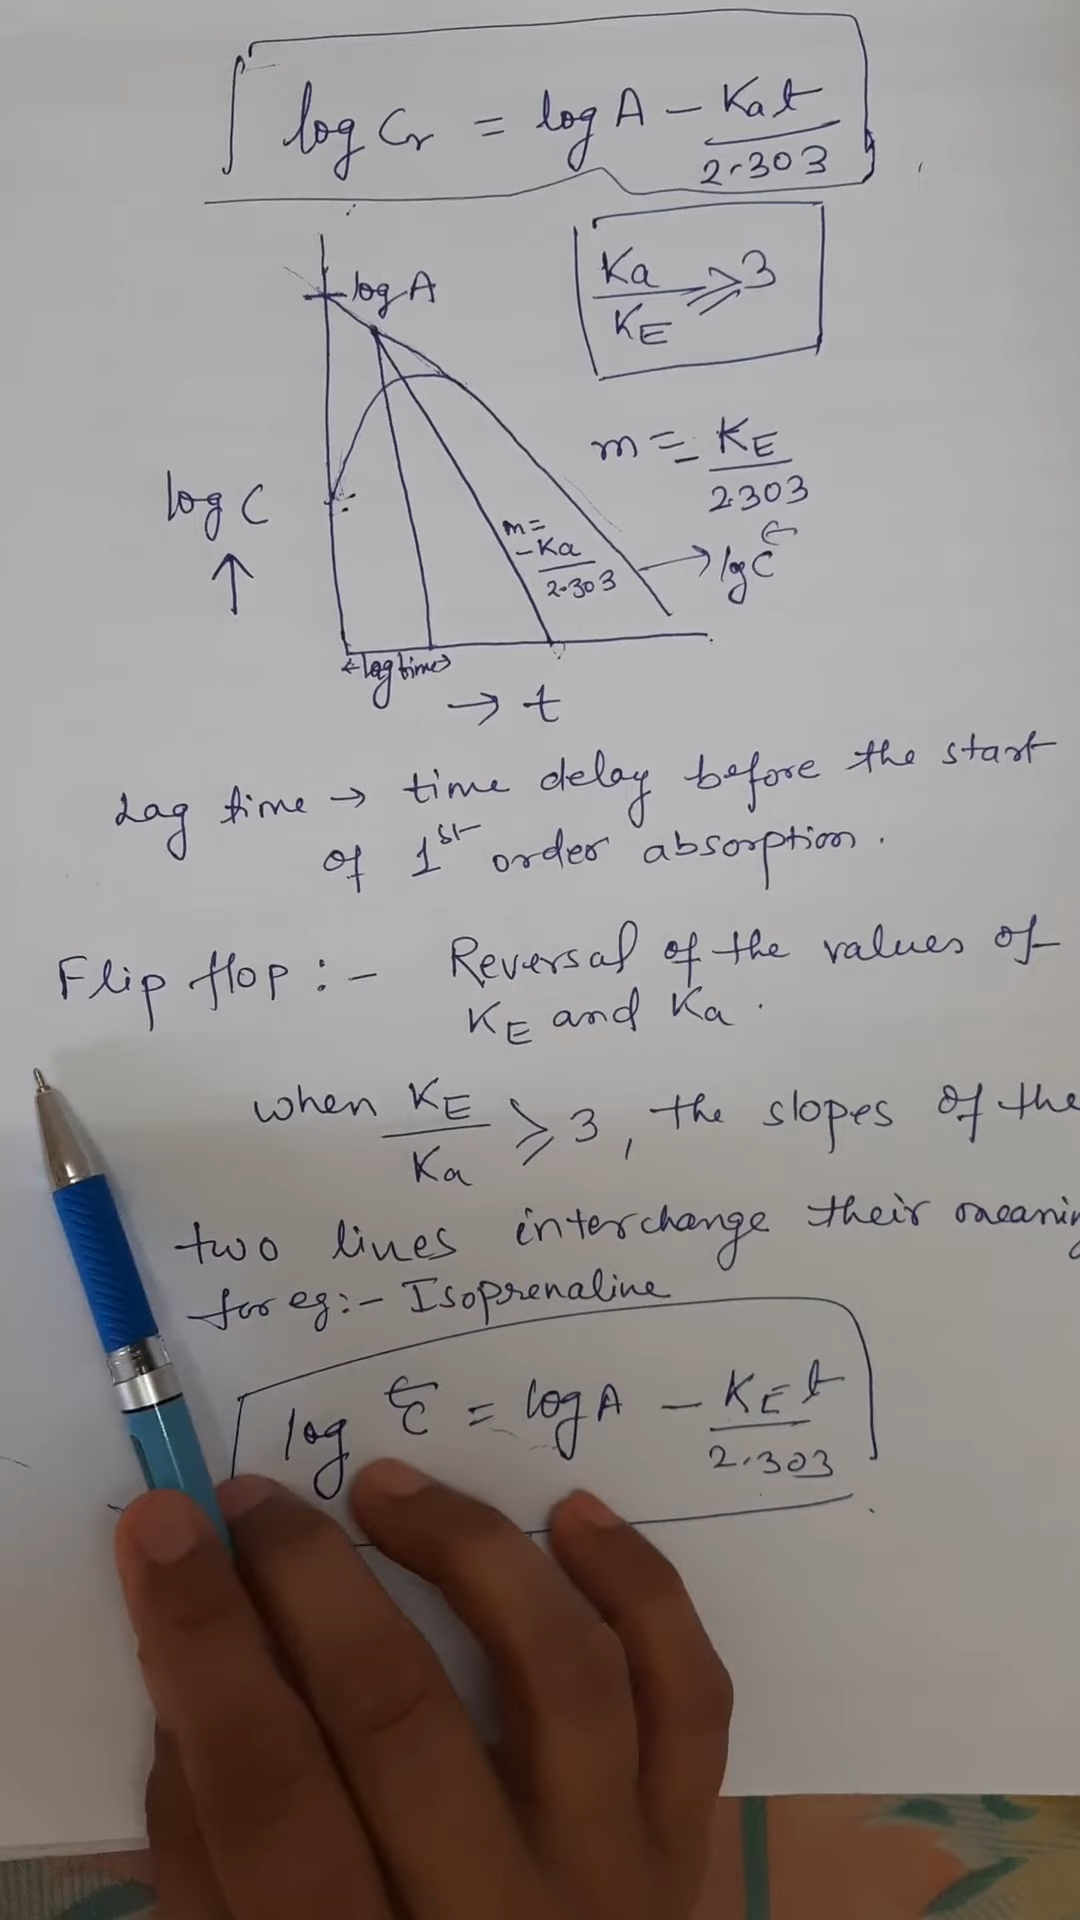 log Cr = log A - Kat/2.303
log A
Ka/KE ≥ 3
m = - KE/2.303
log C
m = -Ka/2.303
→ log C←
←lag time→
→ t
Lag time → time delay before the start
of 1st order absorption.
Flip flop :- Reversal of the values of
KE and Ka.
when KE/Ka ≥ 3, the slopes of the
two lines interchange their
for eg:- Isoprenaline
log C← = log A - KEt/2.303